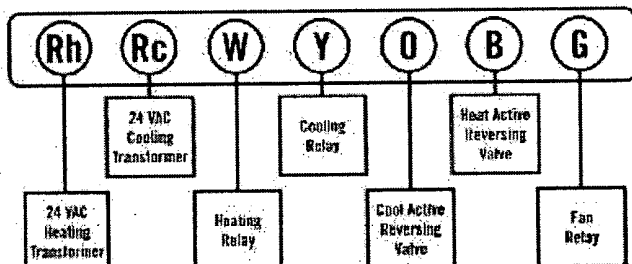 Rh Rc W Y O B G
24 VAC
Cooling
Transformer
Cooling
Relay
Heat Active
Reversing
Valve
24 VAC
Heating
Transformer
Heating
Relay
Cool Active
Reversing
Valve
Fan
Relay